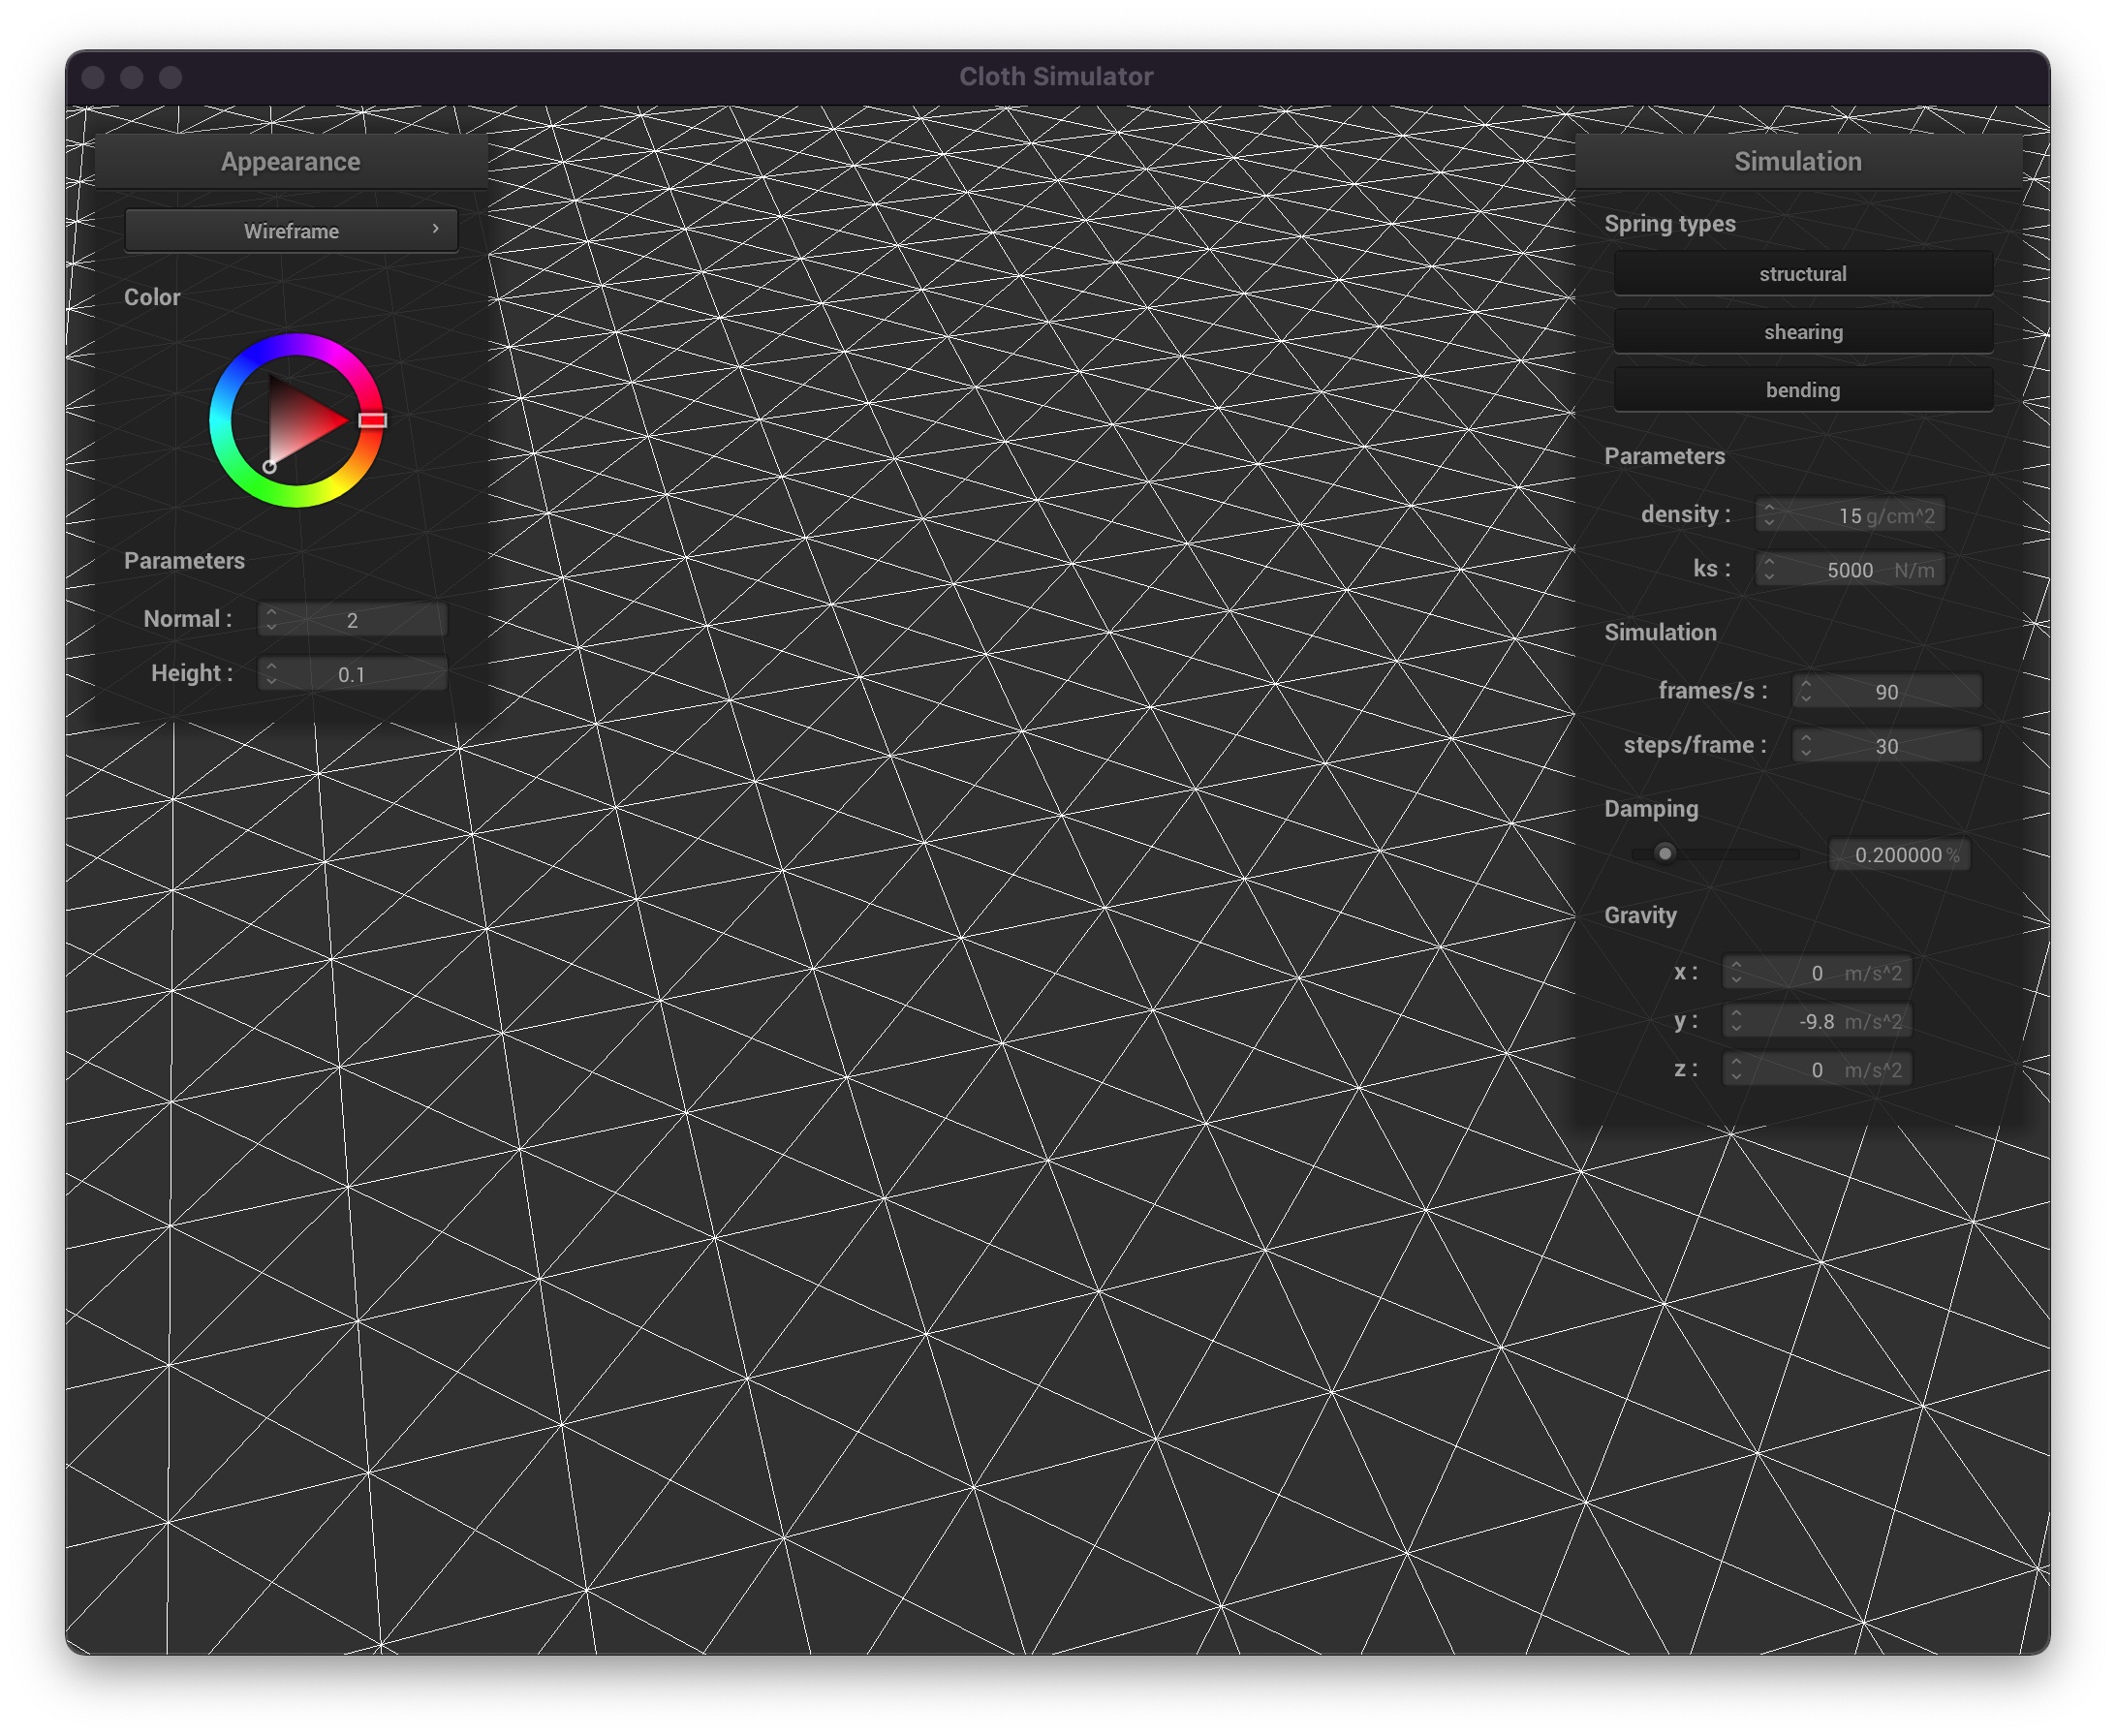 Cloth Simulator
Appearance
Wireframe
Color
Parameters
Normal : 2
Height : 0.1
Simulation
Spring types
structural
shearing
bending
Parameters
density : 15 g/cm^2
ks : 5000 N/m
Simulation
frames/s : 90
steps/frame : 30
Damping
0.200000 %
Gravity
x : 0 m/s^2
y : -9.8 m/s^2
z : 0 m/s^2